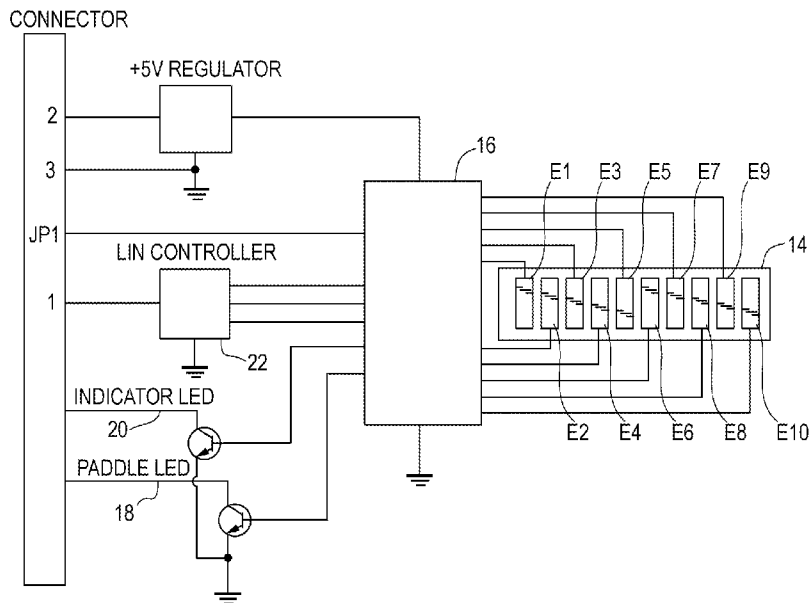 CONNECTOR
+5V REGULATOR
2
16
3
E1 E3 E5 E7 E9
JP1
14
LIN CONTROLLER
1
22
INDICATOR LED
20
E2 E4 E6 E8 E10
PADDLE LED
18